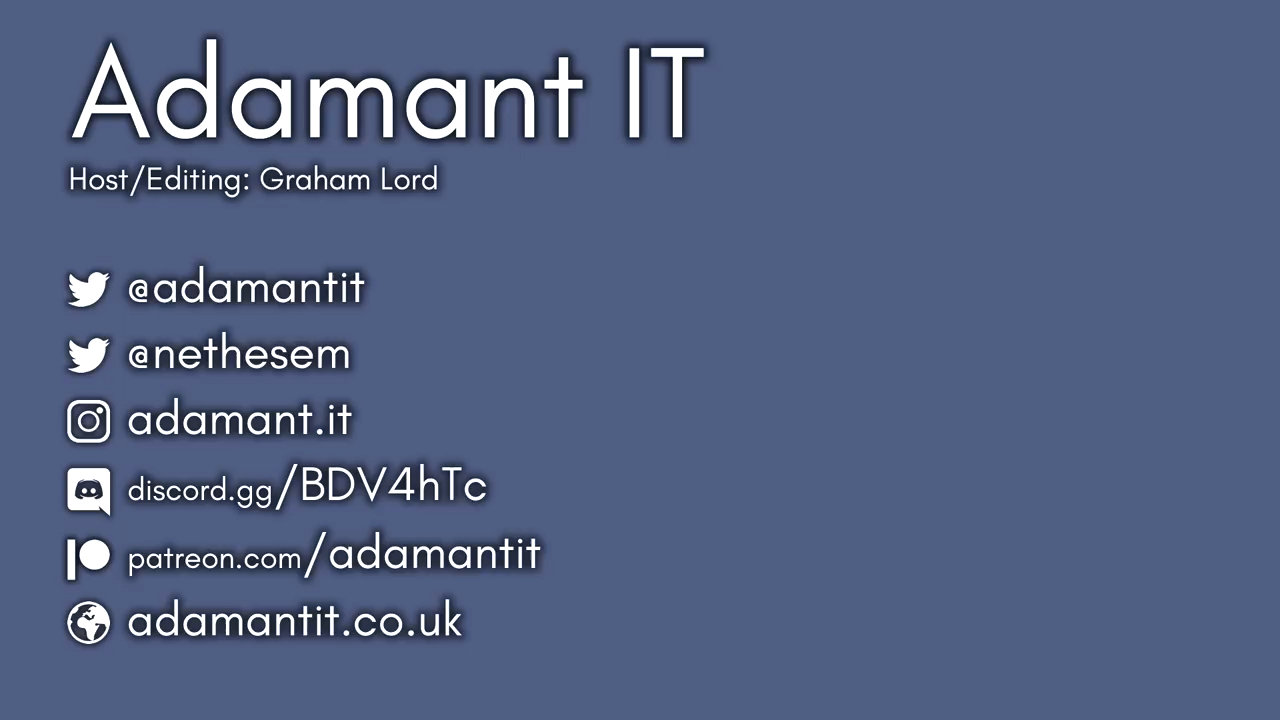 Adamant IT
Host/Editing: Graham Lord
@adamantit
@nethesem
adamant.it
discord.gg/BDV4hTc
patreon.com/adamantit
adamantit.co.uk